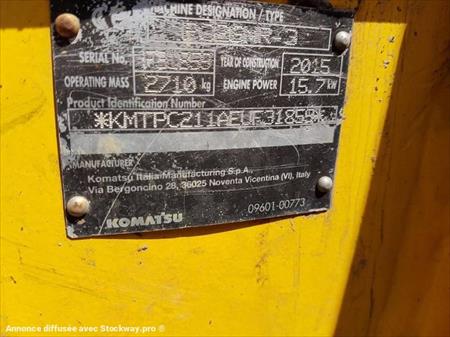 MACHINE DESIGNATION / TYPE
SERIAL No.
YEAR OF CONSTRUCTION 2015
OPERATING MASS 2710 kg
ENGINE POWER 15.7 kW
Product Identification Number
MANUFACTURER
Komatsu Italia Manufacturing S.p.A.,
Via Bergoncino 28, 36025 Noventa Vicentina (VI), Italy
KOMATSU
09601-00773
Annonce diffusée avec Stockway.pro ®